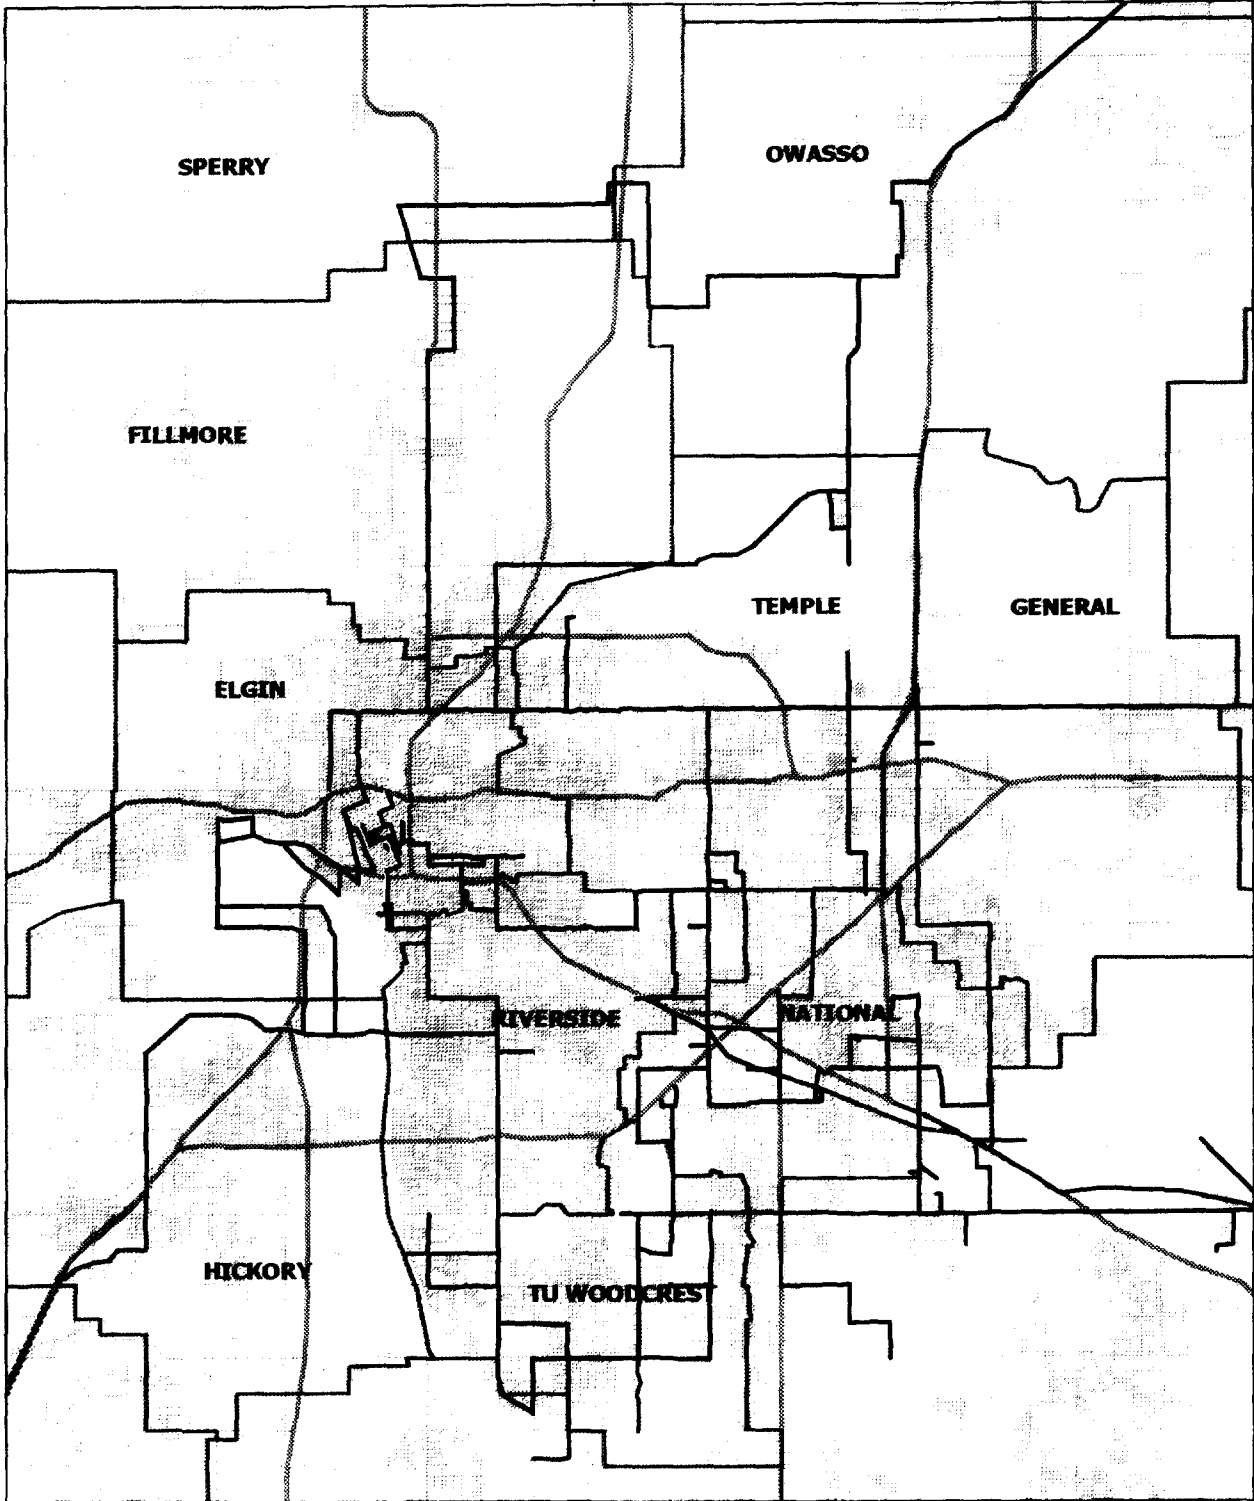 SPERRY
OWASSO
FILLMORE
TEMPLE
GENERAL
ELGIN
RIVERSIDE
NATIONAL
HICKORY
TU WOODCREST